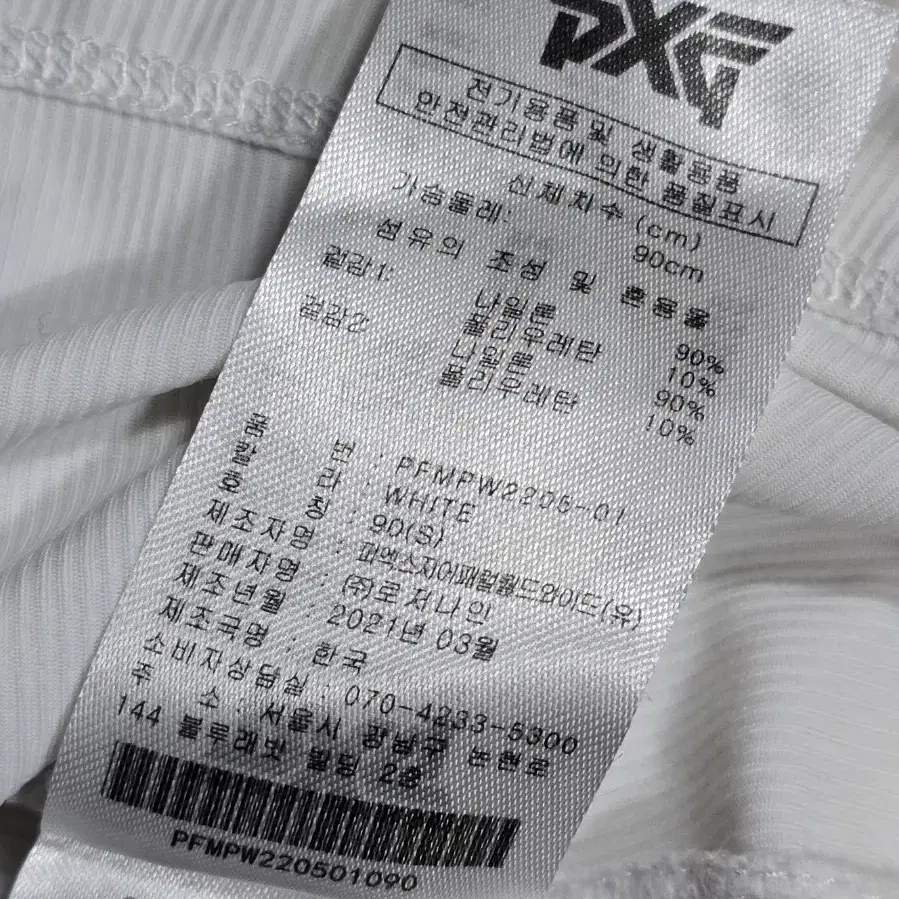 PXG
전기용품 및 생활용품
안전관리법에 의한 품질표시
신체치수 (cm)
가슴둘레: 90cm
섬유의 조성 및 혼용율
겉감1: 나일론 90%
폴리우레탄 10%
겉감2: 나일론 90%
폴리우레탄 10%
품 번 : PFMPW2205-01
칼 라 : WHITE
호 칭 : 90(S)
제조자명 : 피엑스지어패럴월드와이드(유)
판매자명 : (주)로저나인
제조년월 : 2021년 03월
제조국명 : 한국
소비자상담실 : 070-4233-5300
주 소 : 서울시 강남구 논현로
144 블루래빗 빌딩 2층
PFMPW220501090